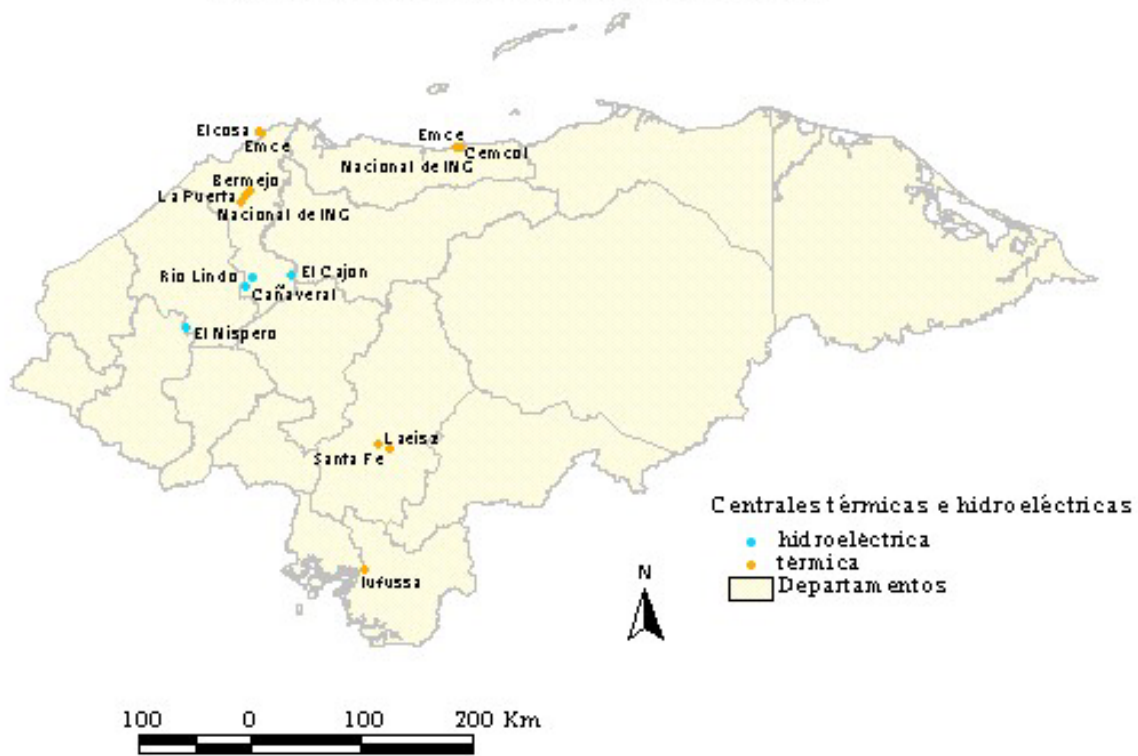 Elcosa
Emce
Emce
Cemcol
Nacional de ING
Bermejo
La Puerta
Nacional de ING
Rio Lindo
El Cajon
Cañaveral
El Nispero
Laeisz
Santa Fe
lufussa
Centrales térmicas e hidroeléctricas
hidroeléctrica
térmica
Departamentos
N
100 0 100 200 Km